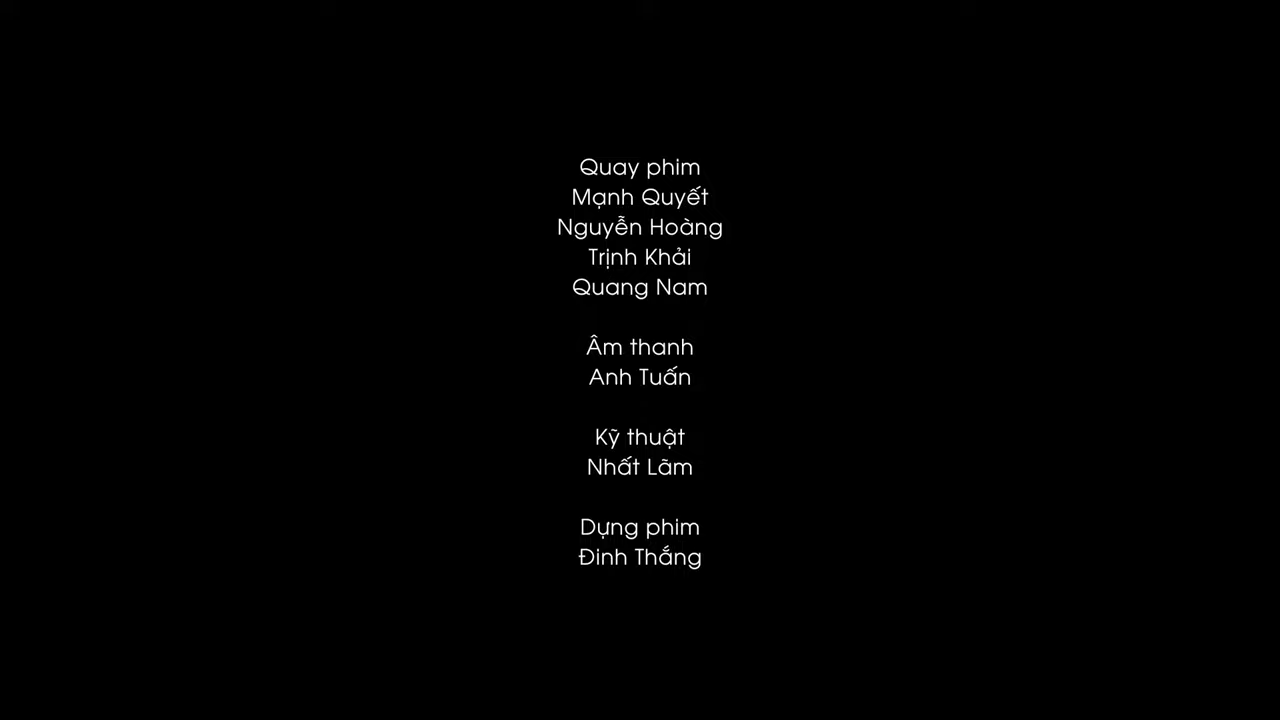 Quay phim
Mạnh Quyết
Nguyễn Hoàng
Trịnh Khải
Quang Nam
Âm thanh
Anh Tuấn
Kỹ thuật
Nhất Lãm
Dựng phim
Đinh Thắng